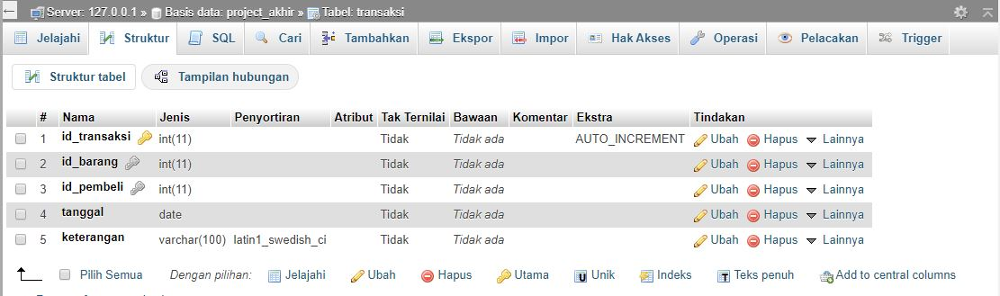 Server: 127.0.0.1 » Basis data: project_akhir » Tabel: transaksi
Jelajahi Struktur SQL Cari Tambahkan Ekspor Impor Hak Akses Operasi Pelacakan Trigger
Struktur tabel Tampilan hubungan
# Nama Jenis Penyortiran Atribut Tak Ternilai Bawaan Komentar Ekstra Tindakan
1 id_transaksi int(11) Tidak Tidak ada AUTO_INCREMENT Ubah Hapus Lainnya
2 id_barang int(11) Tidak Tidak ada Ubah Hapus Lainnya
3 id_pembeli int(11) Tidak Tidak ada Ubah Hapus Lainnya
4 tanggal date Tidak Tidak ada Ubah Hapus Lainnya
5 keterangan varchar(100) latin1_swedish_ci Tidak Tidak ada Ubah Hapus Lainnya
Pilih Semua Dengan pilihan: Jelajahi Ubah Hapus Utama Unik Indeks Teks penuh Add to central columns